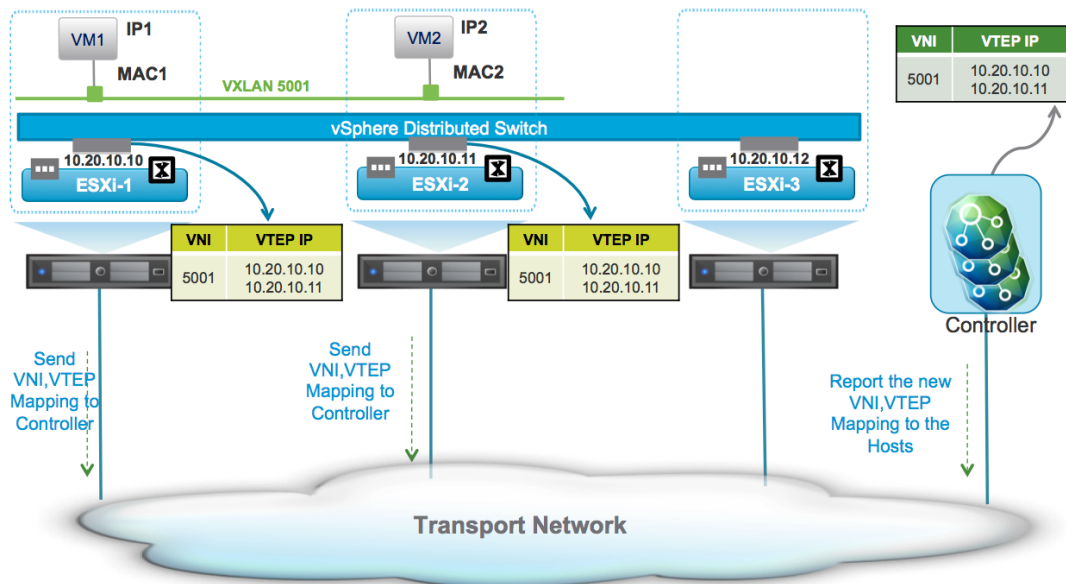 VM1
IP1
MAC1
VM2
IP2
MAC2
VXLAN 5001
vSphere Distributed Switch
10.20.10.10
ESXi-1
10.20.10.11
ESXi-2
10.20.10.12
ESXi-3
VNI VTEP IP
5001 10.20.10.10
10.20.10.11
VNI VTEP IP
5001 10.20.10.10
10.20.10.11
VNI VTEP IP
5001 10.20.10.10
10.20.10.11
Controller
Send
VNI,VTEP
Mapping to
Controller
Send
VNI,VTEP
Mapping to
Controller
Report the new
VNI,VTEP
Mapping to the
Hosts
Transport Network